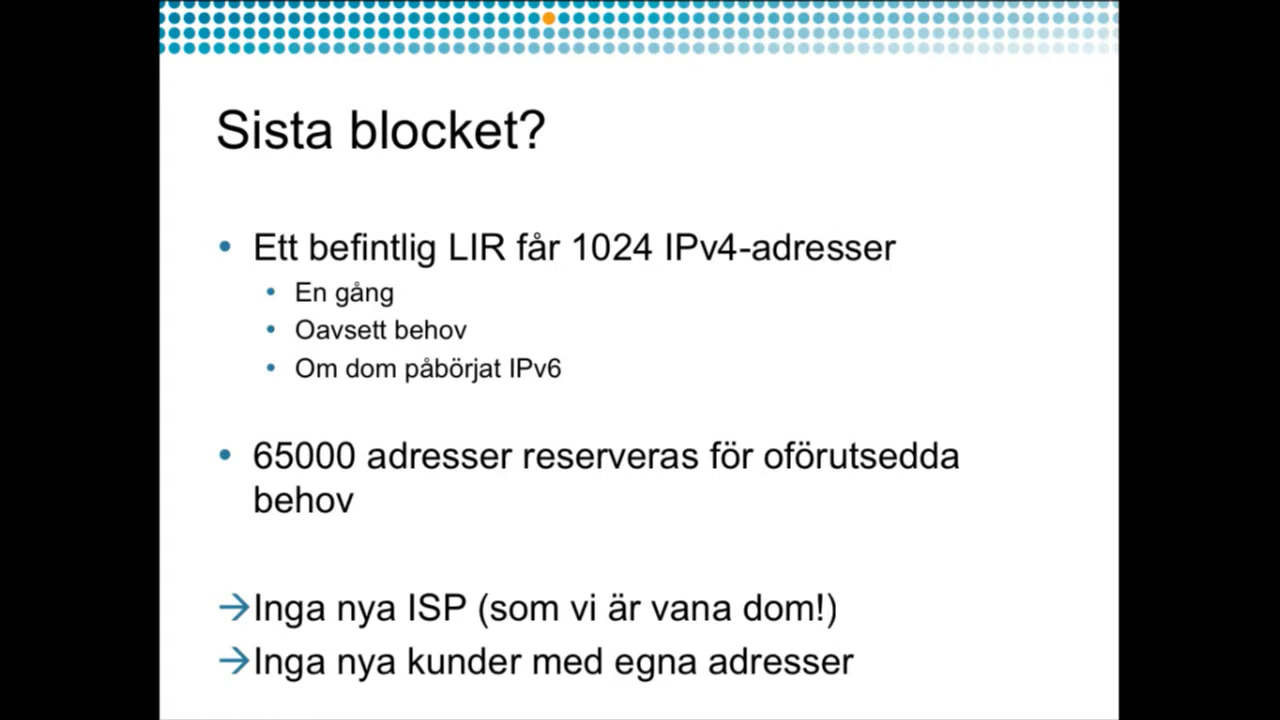 Sista blocket?
• Ett befintlig LIR får 1024 IPv4-adresser
• En gång
• Oavsett behov
• Om dom påbörjat IPv6
• 65000 adresser reserveras för oförutsedda
behov
→Inga nya ISP (som vi är vana dom!)
→Inga nya kunder med egna adresser